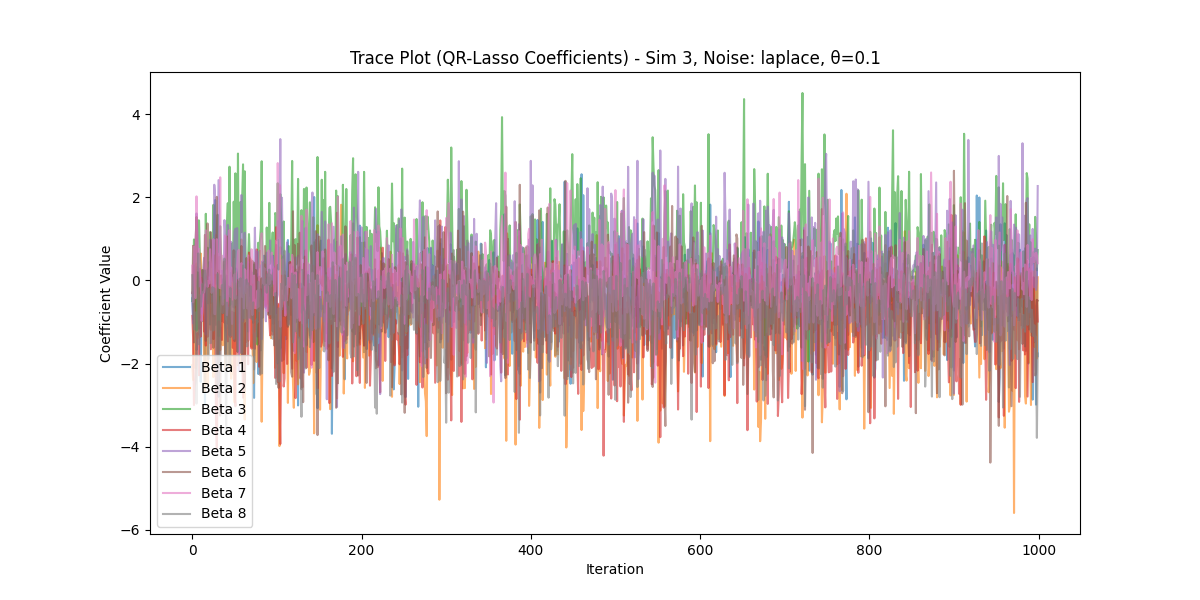 Trace Plot (QR-Lasso Coefficients) - Sim 3, Noise: laplace, θ=0.1
Coefficient Value
4
2
0
−2
−4
−6
Beta 1
Beta 2
Beta 3
Beta 4
Beta 5
Beta 6
Beta 7
Beta 8
0 200 400 600 800 1000
Iteration